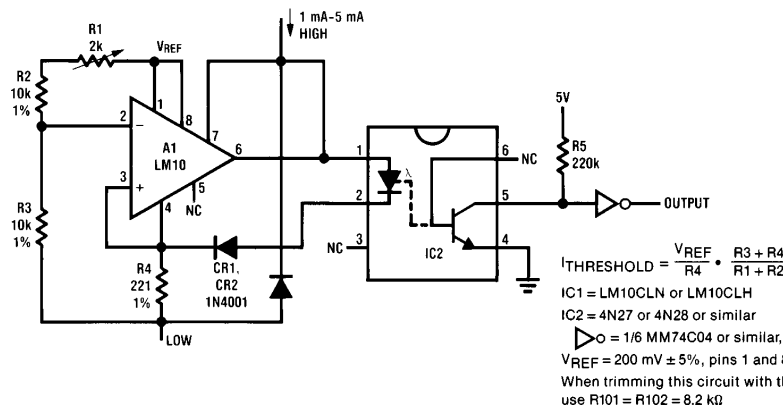 1 mA-5 mA
HIGH
R1
2k
VREF
R2
10k
1%
1
8
7
2
A1
LM10
6
3
5
NC
4
R3
10k
1%
R4
221
1%
CR1,
CR2
1N4001
LOW
1
2
3
NC
λ
6
NC
5
4
IC2
5V
R5
220k
OUTPUT
ITHRESHOLD = VREF/R4 • R3 + R4/R1 + R2
IC1 = LM10CLN or LM10CLH
IC2 = 4N27 or 4N28 or similar
= 1/6 MM74C04 or similar,
VREF = 200 mV ± 5%, pins 1 and
When trimming this circuit with
use R101 = R102 = 8.2 kΩ